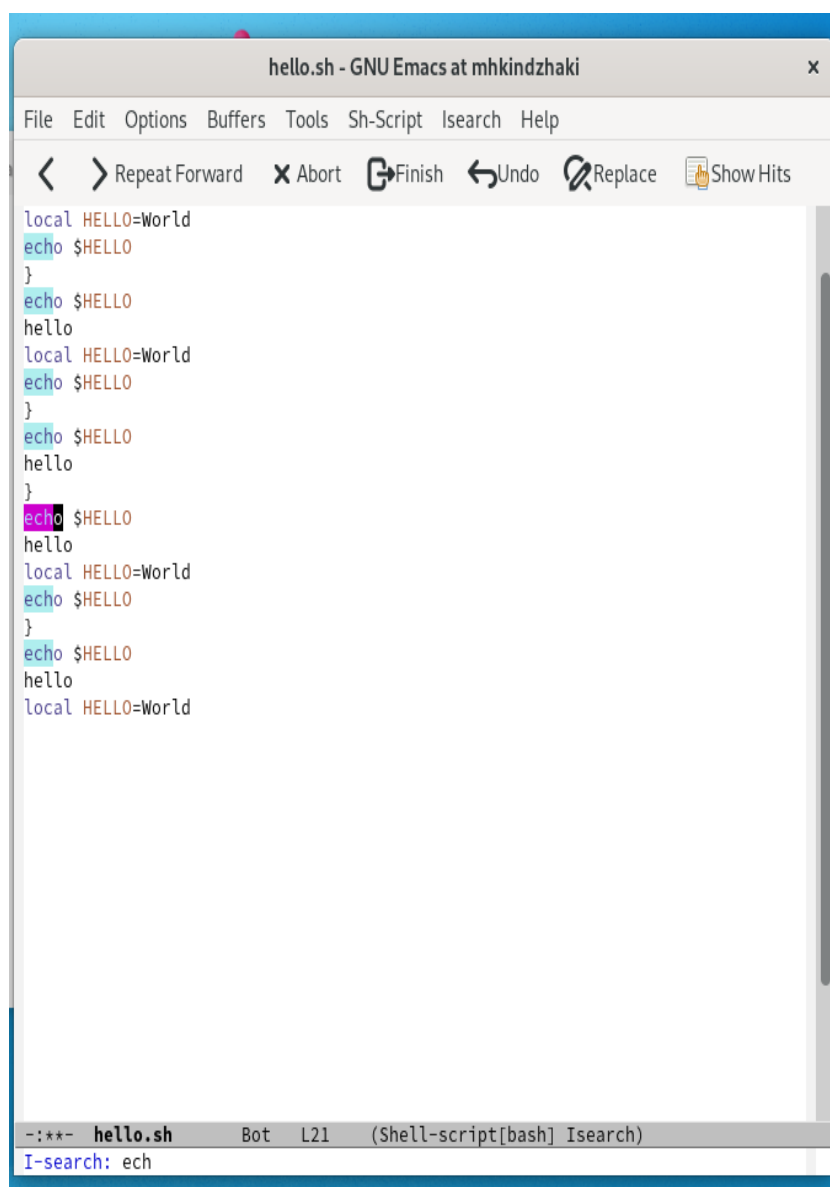 hello.sh - GNU Emacs at mhkindzhaki x
File Edit Options Buffers Tools Sh-Script Isearch Help
Repeat Forward Abort Finish Undo Replace Show Hits
local HELLO=World
echo $HELLO
}
echo $HELLO
hello
local HELLO=World
echo $HELLO
}
echo $HELLO
hello
}
echo $HELLO
hello
local HELLO=World
echo $HELLO
}
echo $HELLO
hello
local HELLO=World
-:**- hello.sh Bot L21 (Shell-script[bash] Isearch)
I-search: ech